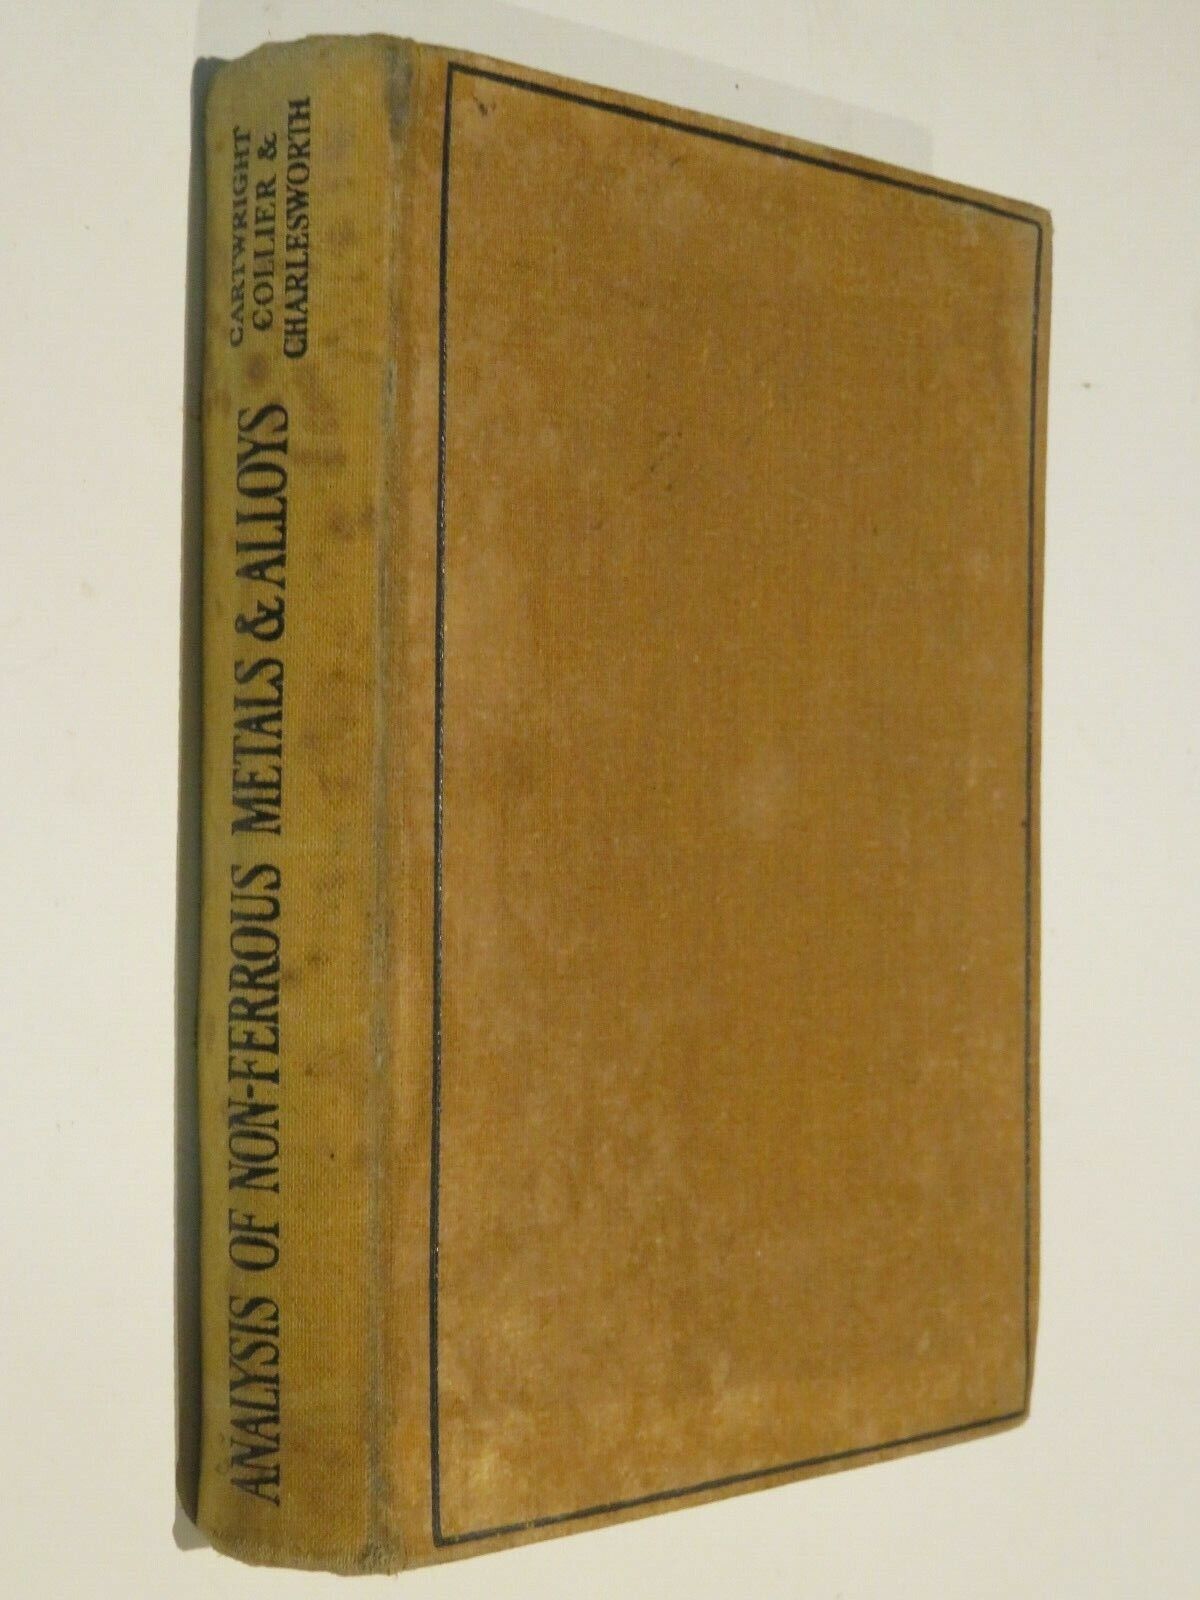 ANALYSIS OF NON-FERROUS METALS & ALLOYS
CARTWRIGHT
COLLIER &
CHARLESWORTH